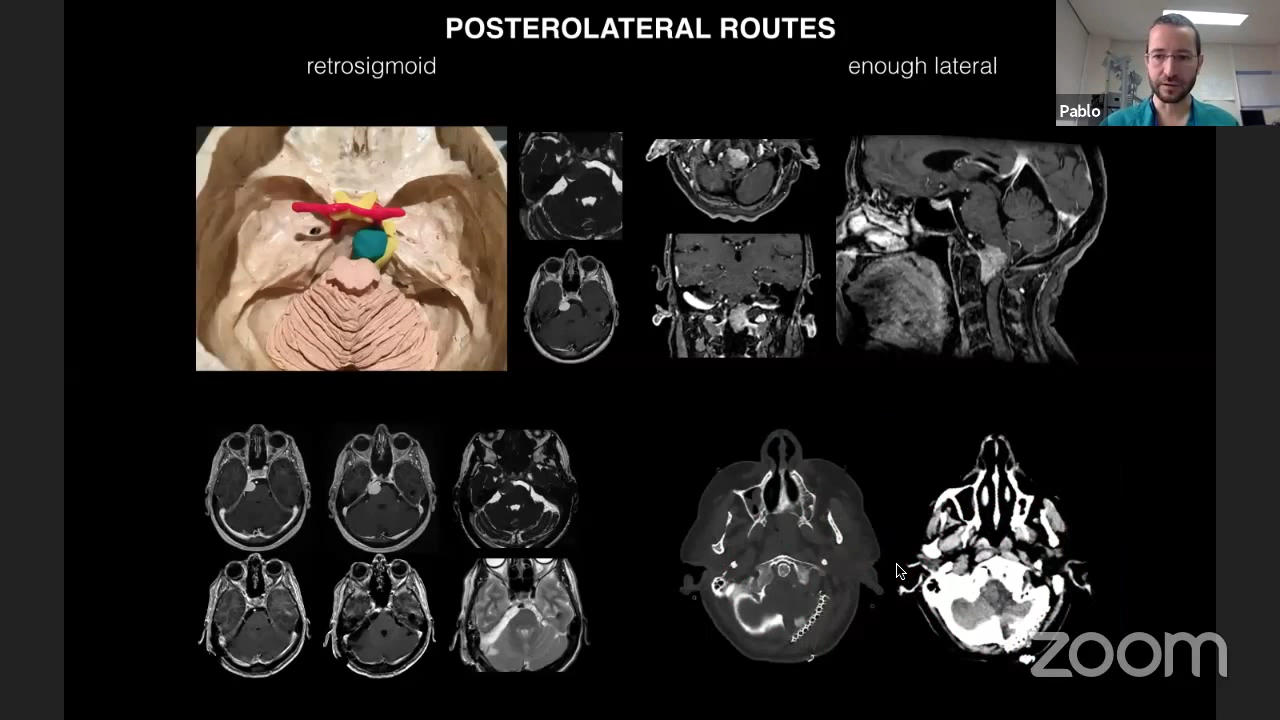 POSTEROLATERAL ROUTES
retrosigmoid
enough lateral
Pablo
zoom